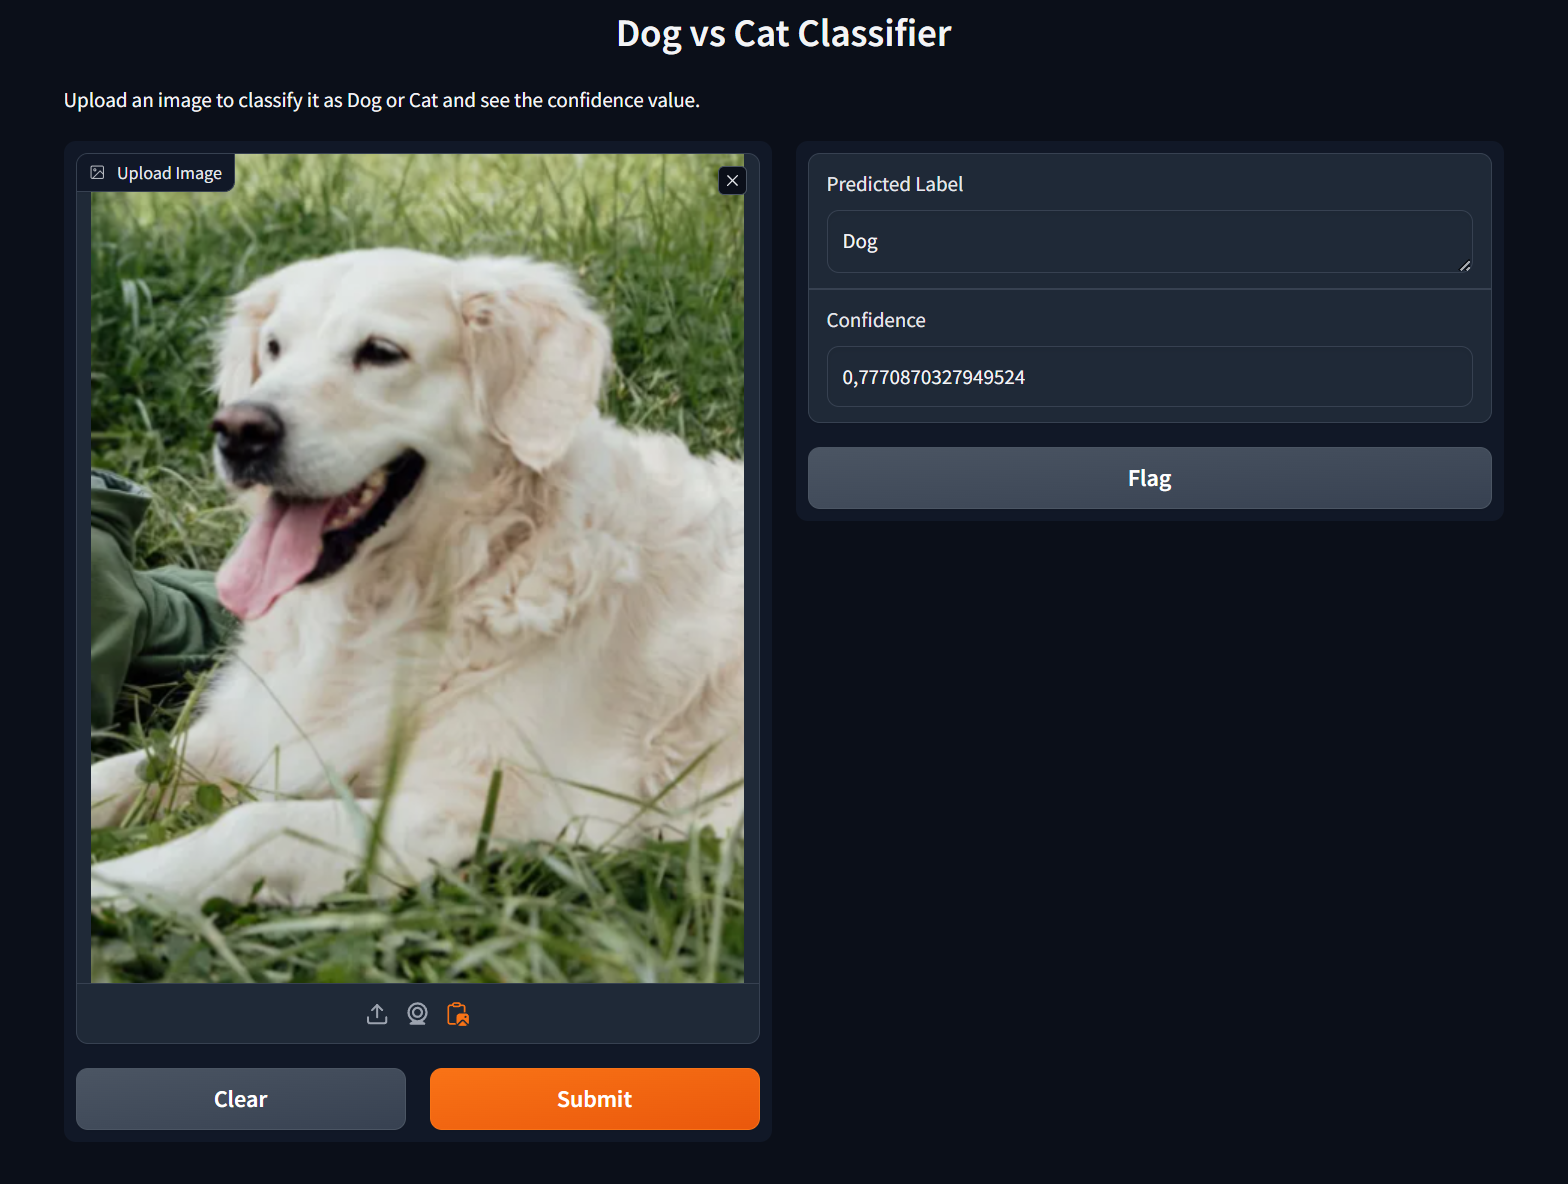 Dog vs Cat Classifier
Upload an image to classify it as Dog or Cat and see the confidence value.
Upload Image
Predicted Label
Dog
Confidence
0,7770870327949524
Flag
Clear
Submit